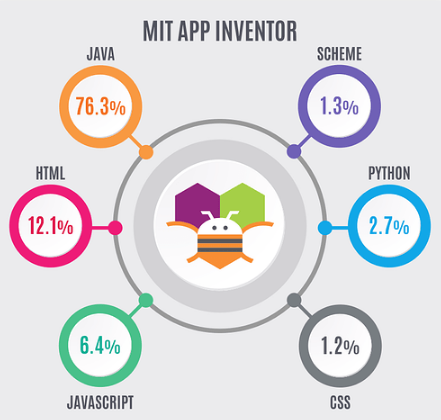 MIT APP INVENTOR
JAVA
76.3%
SCHEME
1.3%
HTML
12.1%
PYTHON
2.7%
6.4%
JAVASCRIPT
1.2%
CSS